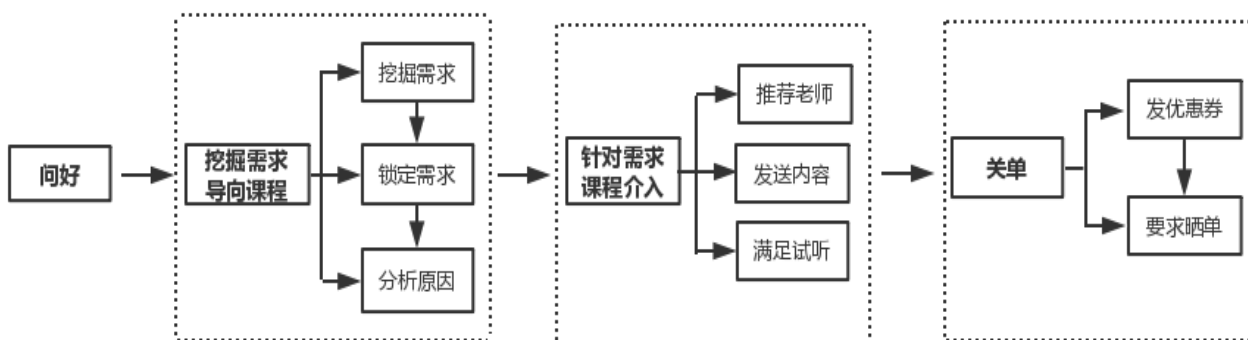 问好
挖掘需求
导向课程
挖掘需求
锁定需求
分析原因
针对需求
课程介入
推荐老师
发送内容
满足试听
关单
发优惠券
要求晒单